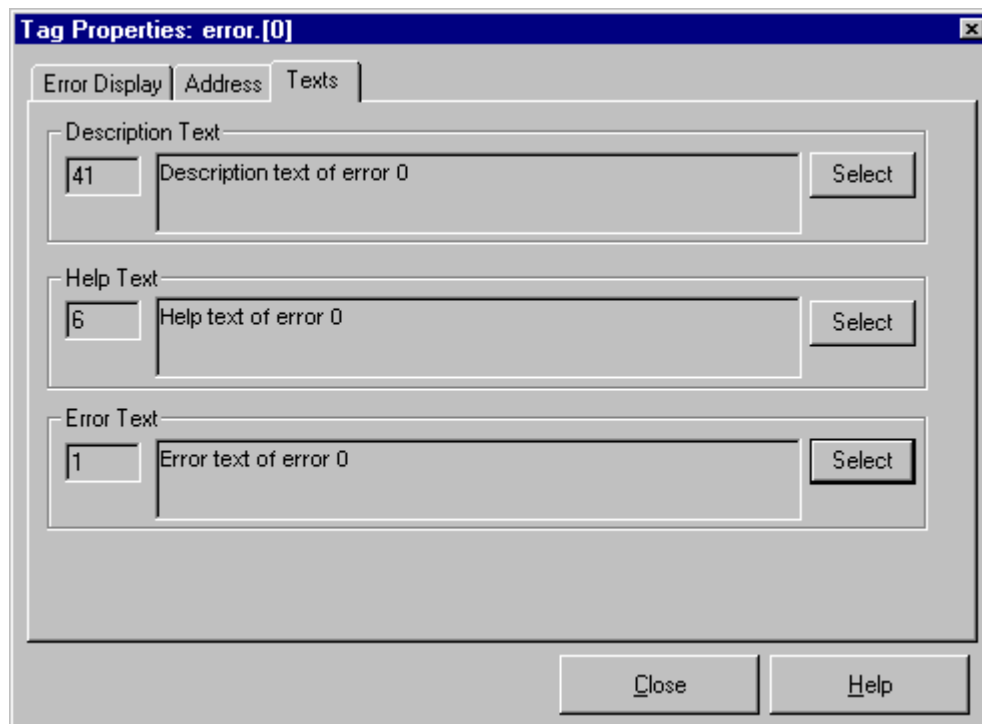 Tag Properties: error.[0]
Error Display Address Texts
Description Text
41 Description text of error 0 Select
Help Text
6 Help text of error 0 Select
Error Text
1 Error text of error 0 Select
Close Help